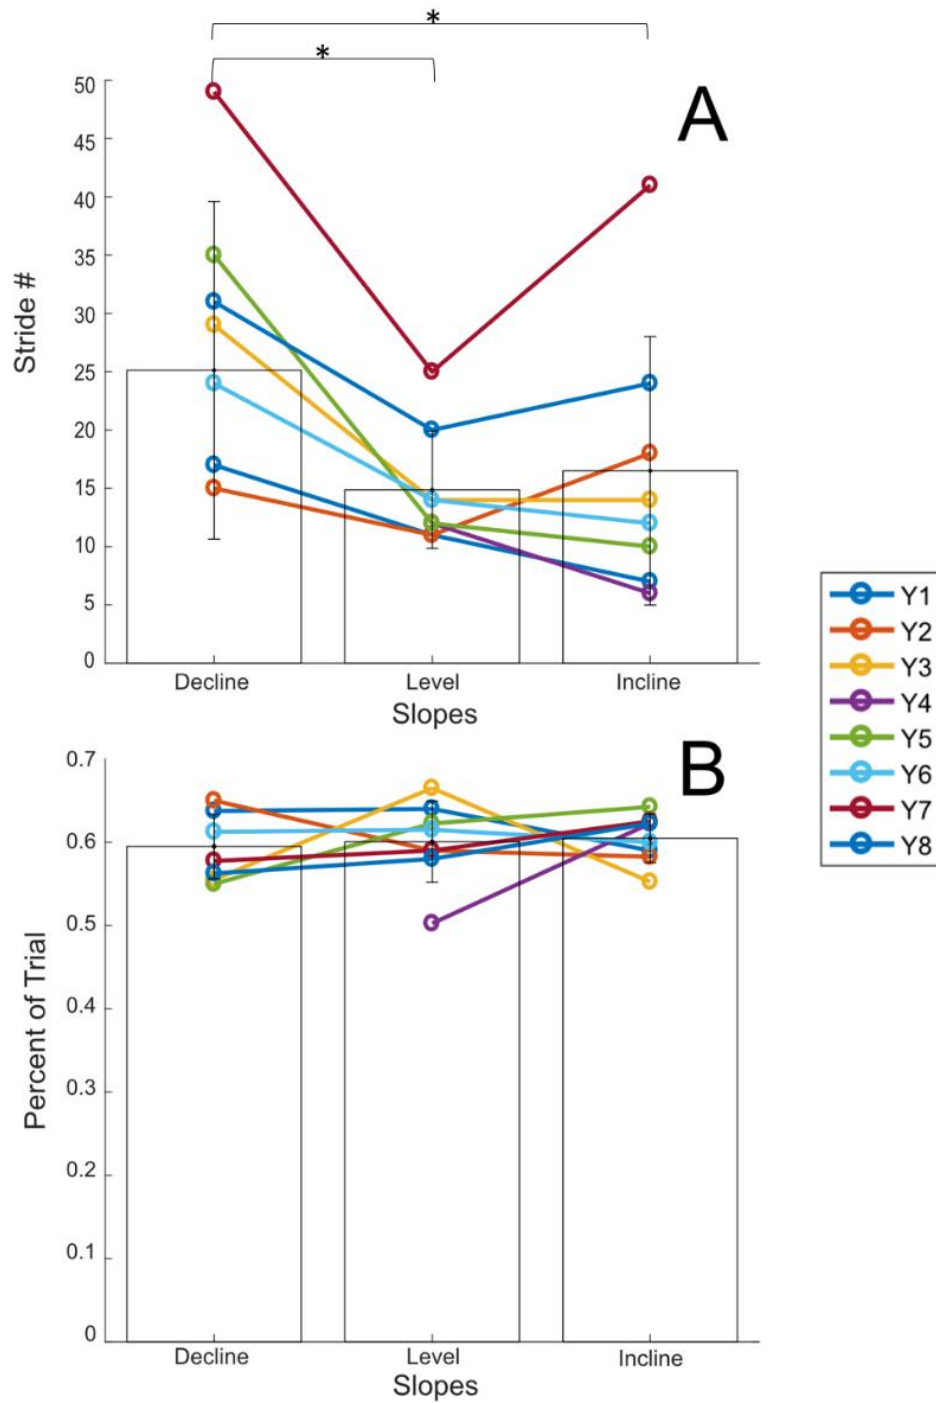 *
*
A
50
45
40
35
30
25
20
15
10
5
0
Stride #
Decline Level Incline
Slopes
Y1
Y2
Y3
Y4
Y5
Y6
Y7
Y8
B
0.7
0.6
0.5
0.4
0.3
0.2
0.1
0
Percent of Trial
Decline Level Incline
Slopes